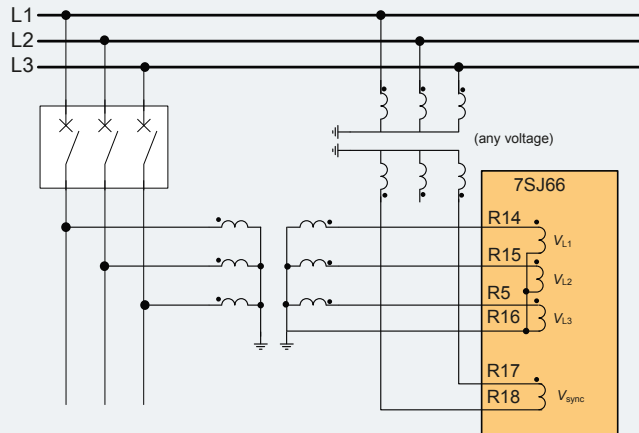 L1
L2
L3
(any voltage)
7SJ66
R14
VL1
R15
VL2
R5
R16
VL3
R17
R18
Vsync